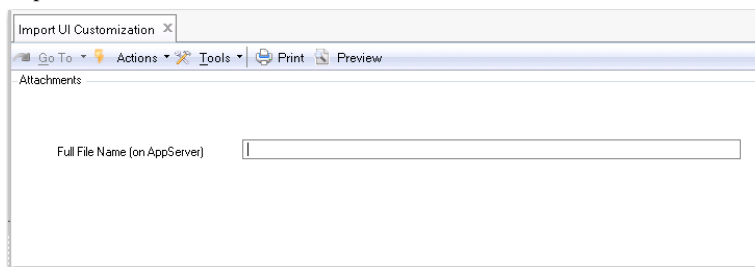 Import UI Customization
Go To Actions Tools Print Preview
Attachments
Full File Name (on AppServer)